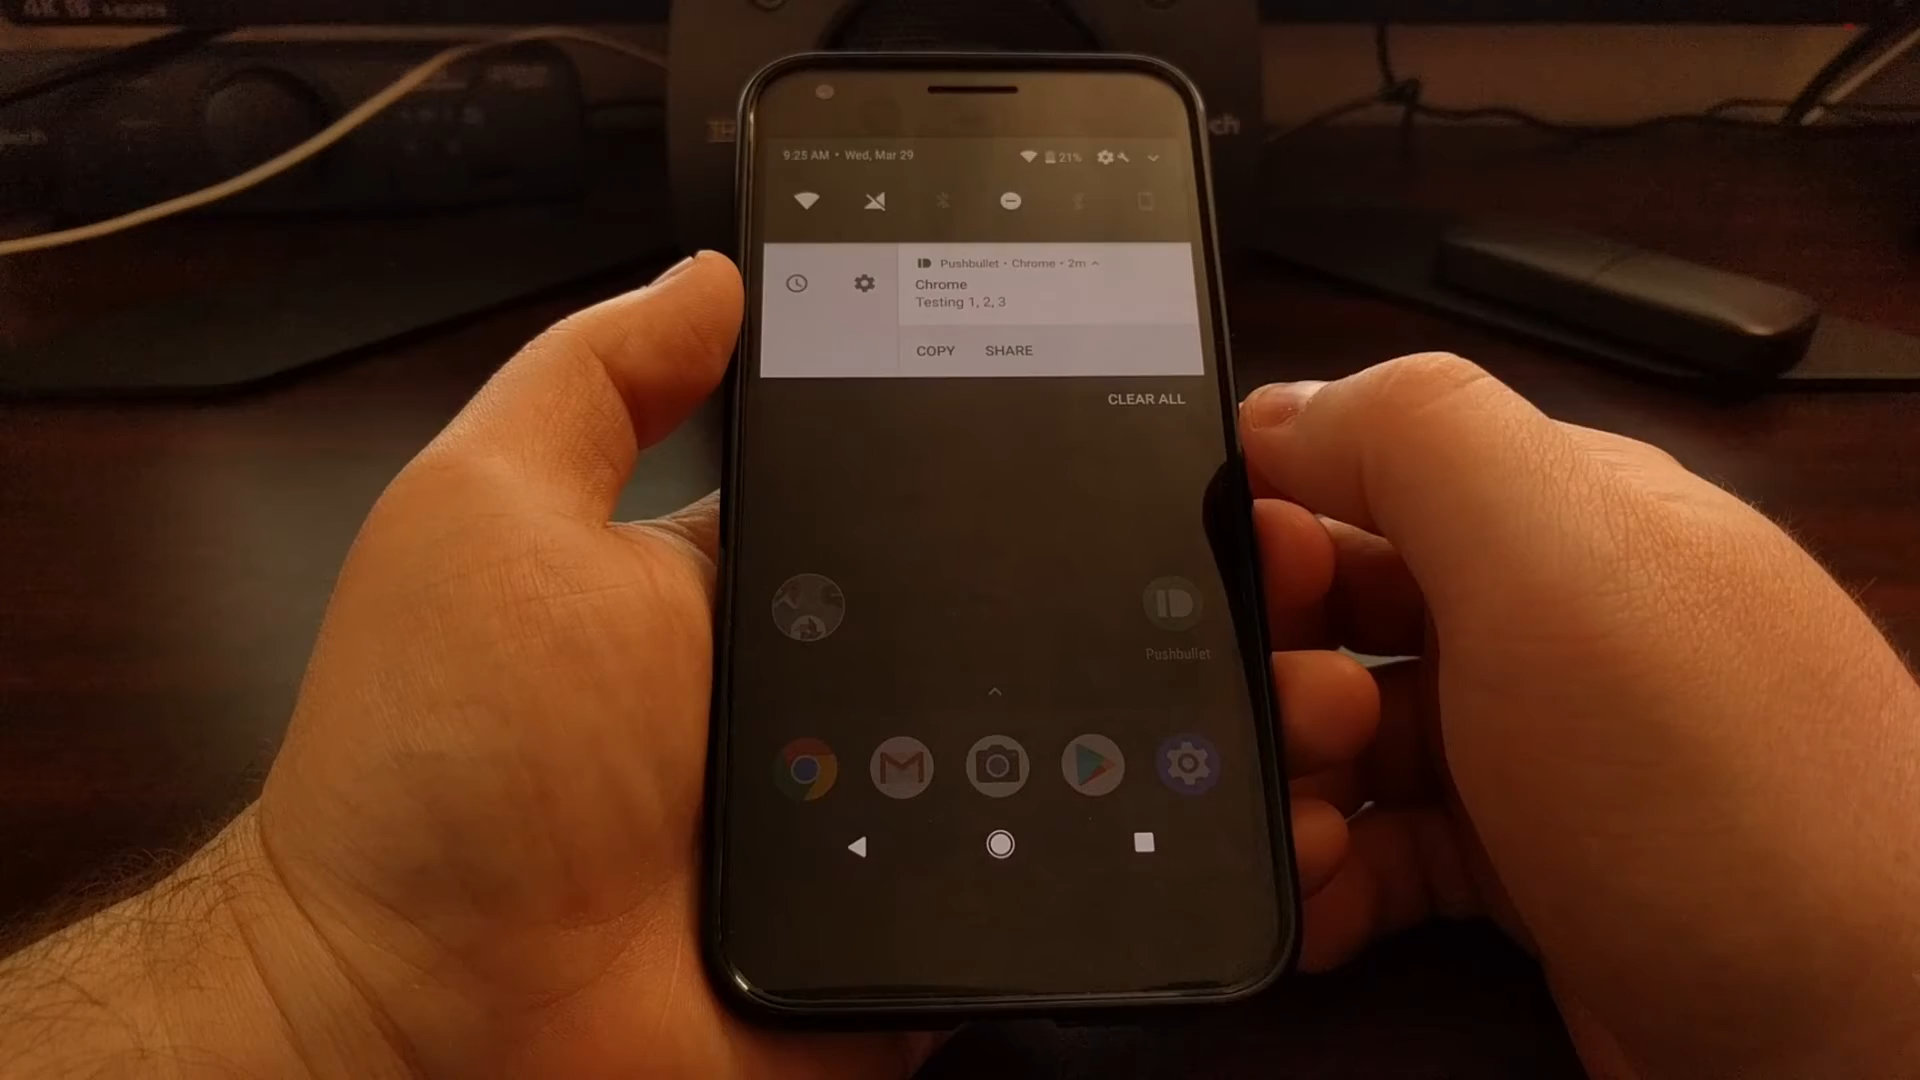 9:25 AM • Wed, Mar 29
21%
Pushbullet • Chrome • 2m
Chrome
Testing 1, 2, 3
COPY SHARE
CLEAR ALL
Pushbullet